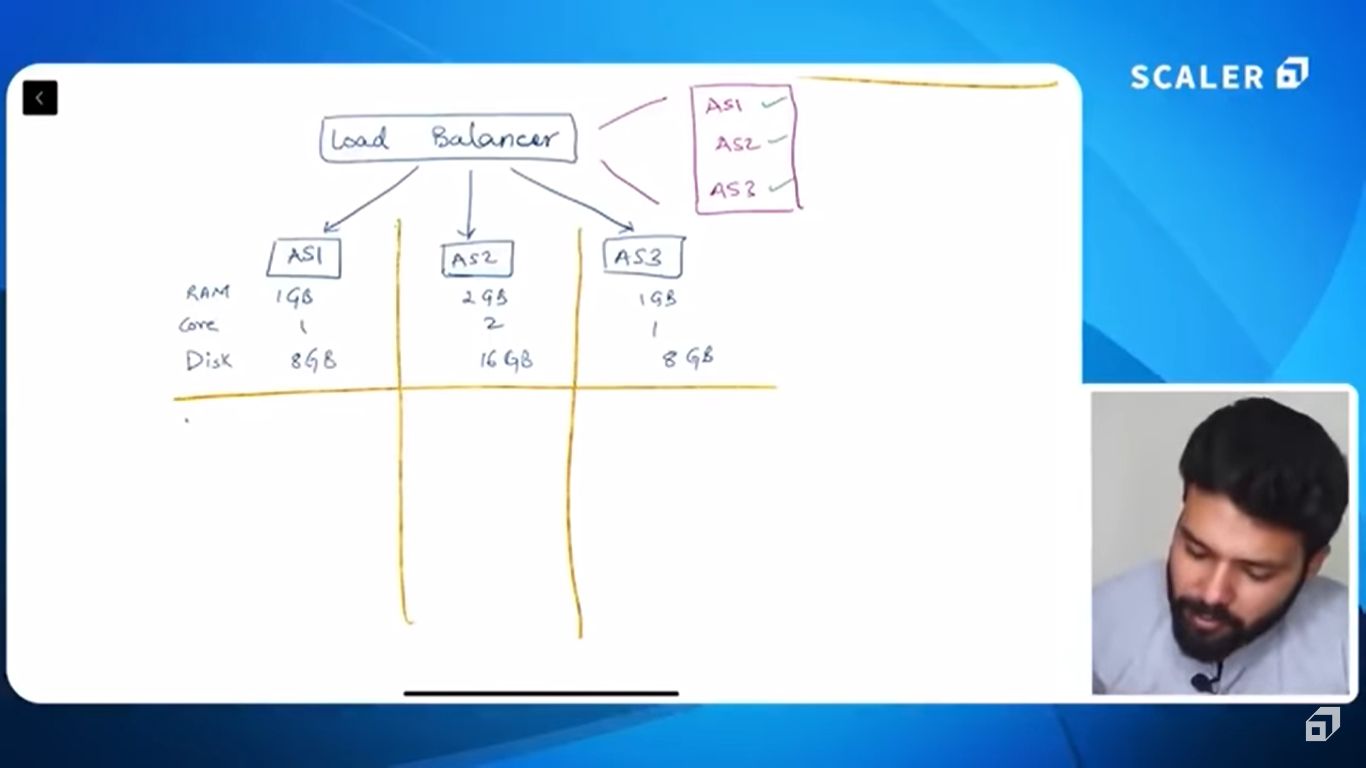 SCALER
Load Balancer
AS1
AS2
AS3
AS1 AS2 AS3
RAM 1GB 2GB 1GB
Core 1 2 1
Disk 8GB 16GB 8GB